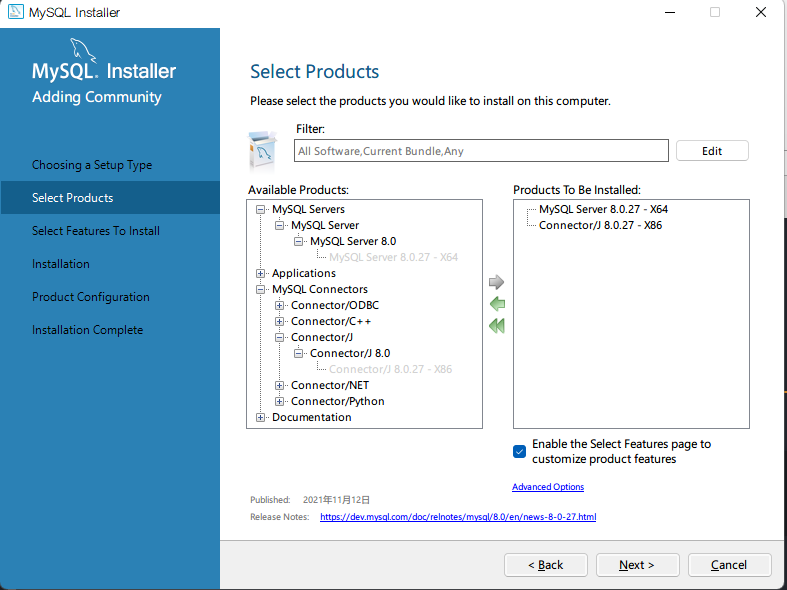 MySQL Installer
MySQL. Installer
Adding Community
Choosing a Setup Type
Select Products
Select Features To Install
Installation
Product Configuration
Installation Complete
Select Products
Please select the products you would like to install on this computer.
Filter:
All Software,Current Bundle,Any
Edit
Available Products:
MySQL Servers
MySQL Server
MySQL Server 8.0
MySQL Server 8.0.27 - X64
Applications
MySQL Connectors
Connector/ODBC
Connector/C++
Connector/J
Connector/J 8.0
Connector/J 8.0.27 - X86
Connector/NET
Connector/Python
Documentation
Products To Be Installed:
MySQL Server 8.0.27 - X64
Connector/J 8.0.27 - X86
Enable the Select Features page to
customize product features
Advanced Options
Published: 2021年11月12日
Release Notes: https://dev.mysql.com/doc/relnotes/mysql/8.0/en/news-8-0-27.html
< Back
Next >
Cancel